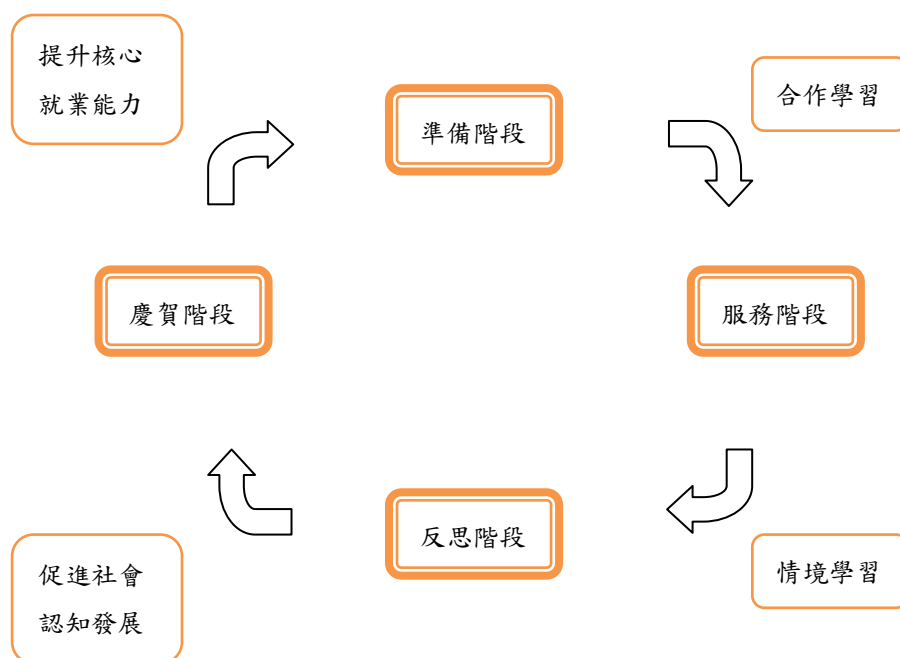 提升核心
就業能力
準備階段
合作學習
慶賀階段
服務階段
反思階段
促進社會
認知發展
情境學習